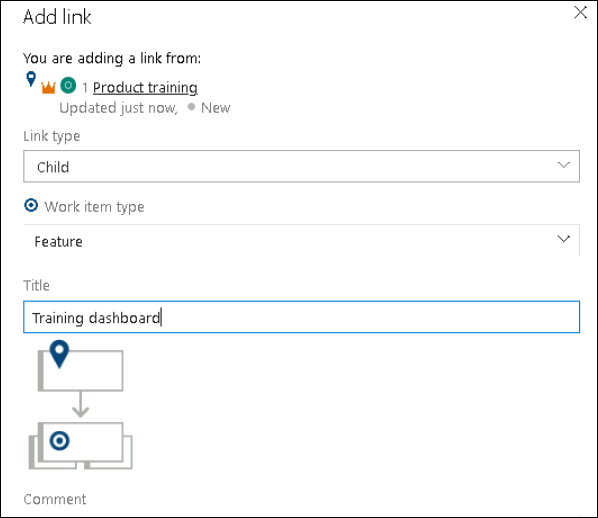 Add link
You are adding a link from:
1 Product training
Updated just now, New
Link type
Child
Work item type
Feature
Title
Training dashboard
Comment